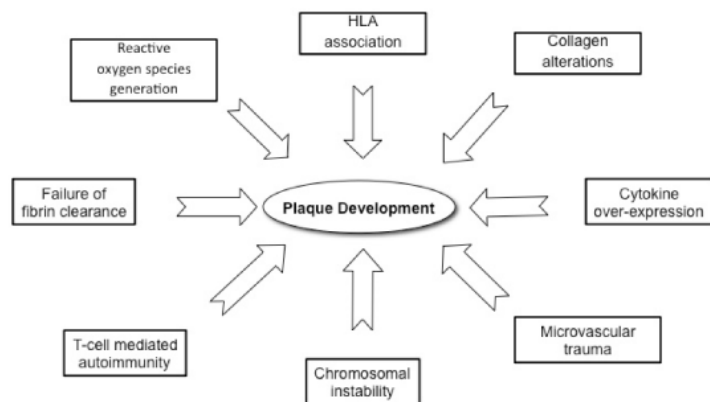 HLA
association
Reactive
oxygen species
generation
Collagen
alterations
Failure of
fibrin clearance
Plaque Development
Cytokine
over-expression
T-cell mediated
autoimmunity
Chromosomal
instability
Microvascular
trauma